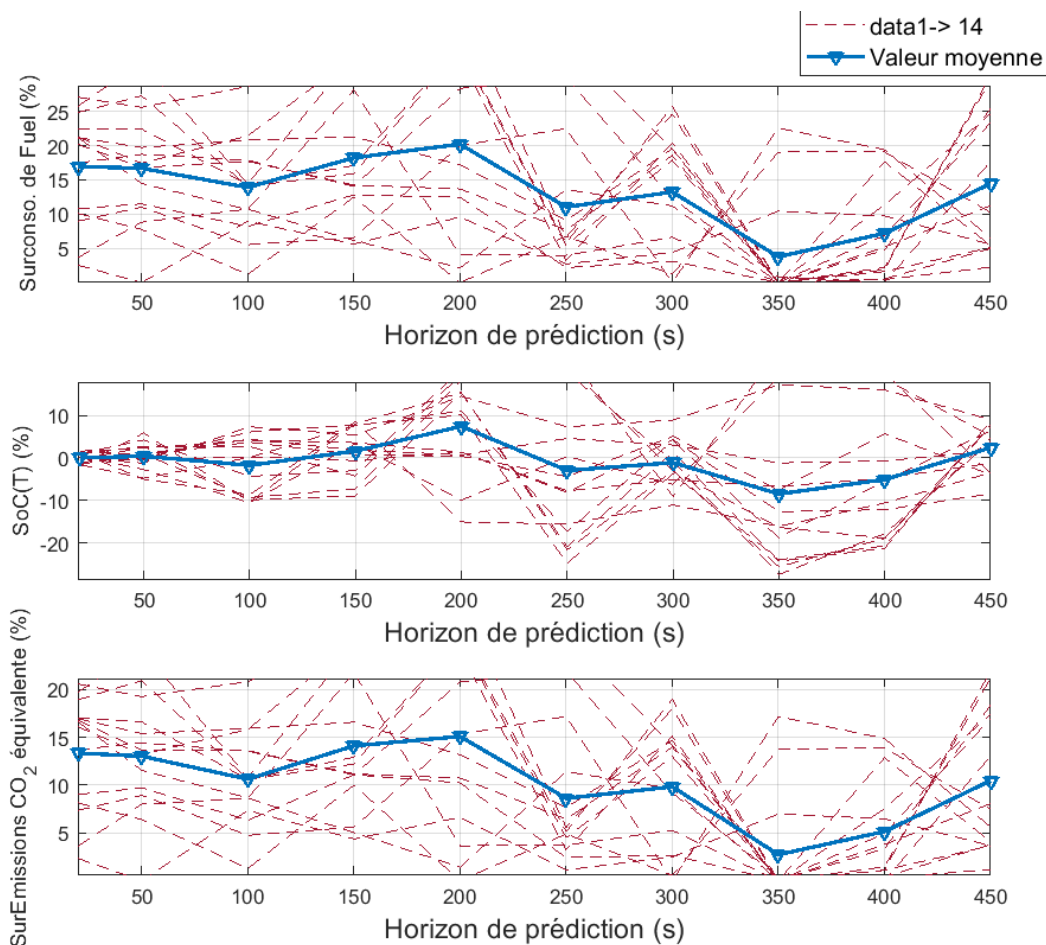 data1-> 14
Valeur moyenne
Surconso. de Fuel (%)
25
20
15
10
5
50 100 150 200 250 300 350 400 450
Horizon de prédiction (s)
SoC(T) (%)
10
0
-10
-20
50 100 150 200 250 300 350 400 450
Horizon de prédiction (s)
SurEmissions CO2 équivalente (%)
20
15
10
5
50 100 150 200 250 300 350 400 450
Horizon de prédiction (s)